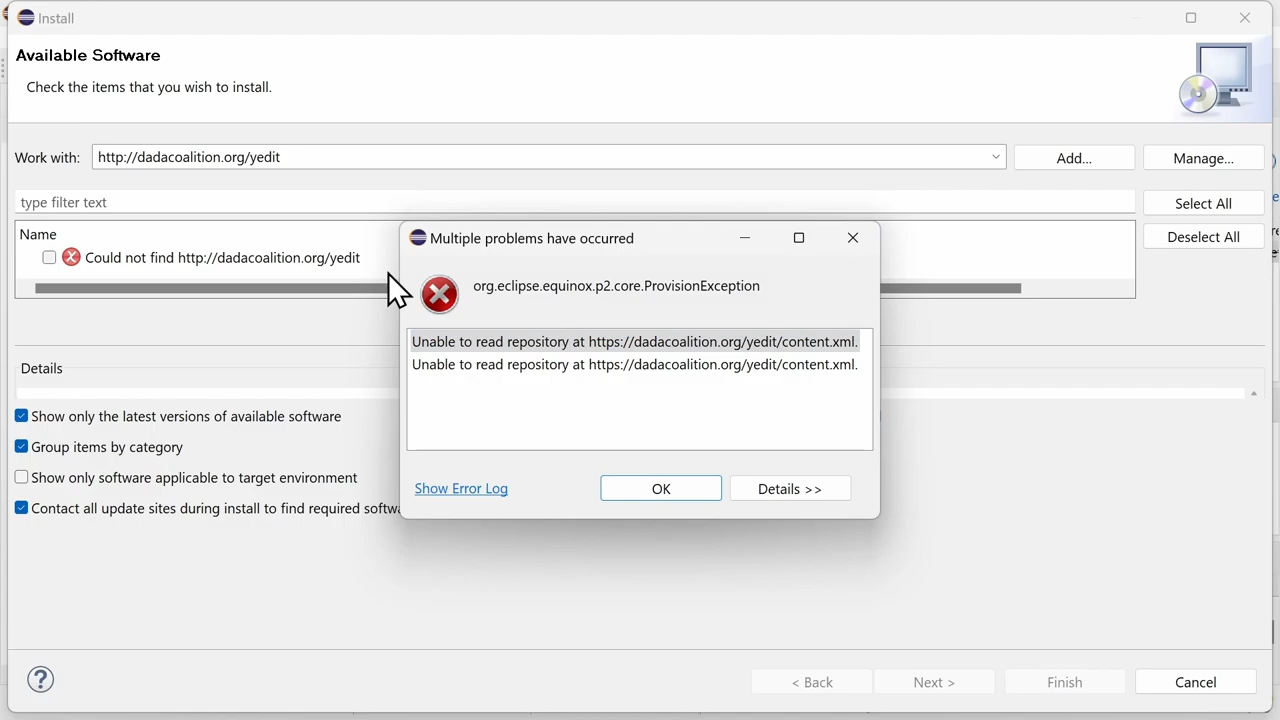 Install
Available Software
Check the items that you wish to install.
Work with: http://dadacoalition.org/yedit Add... Manage...
type filter text Select All
Name Deselect All
Could not find http://dadacoalition.org/yedit
Multiple problems have occurred
org.eclipse.equinox.p2.core.ProvisionException
Unable to read repository at https://dadacoalition.org/yedit/content.xml.
Unable to read repository at https://dadacoalition.org/yedit/content.xml.
Show Error Log OK Details >>
Details
Show only the latest versions of available software
Group items by category
Show only software applicable to target environment
Contact all update sites during install to find required softwa
? < Back Next > Finish Cancel